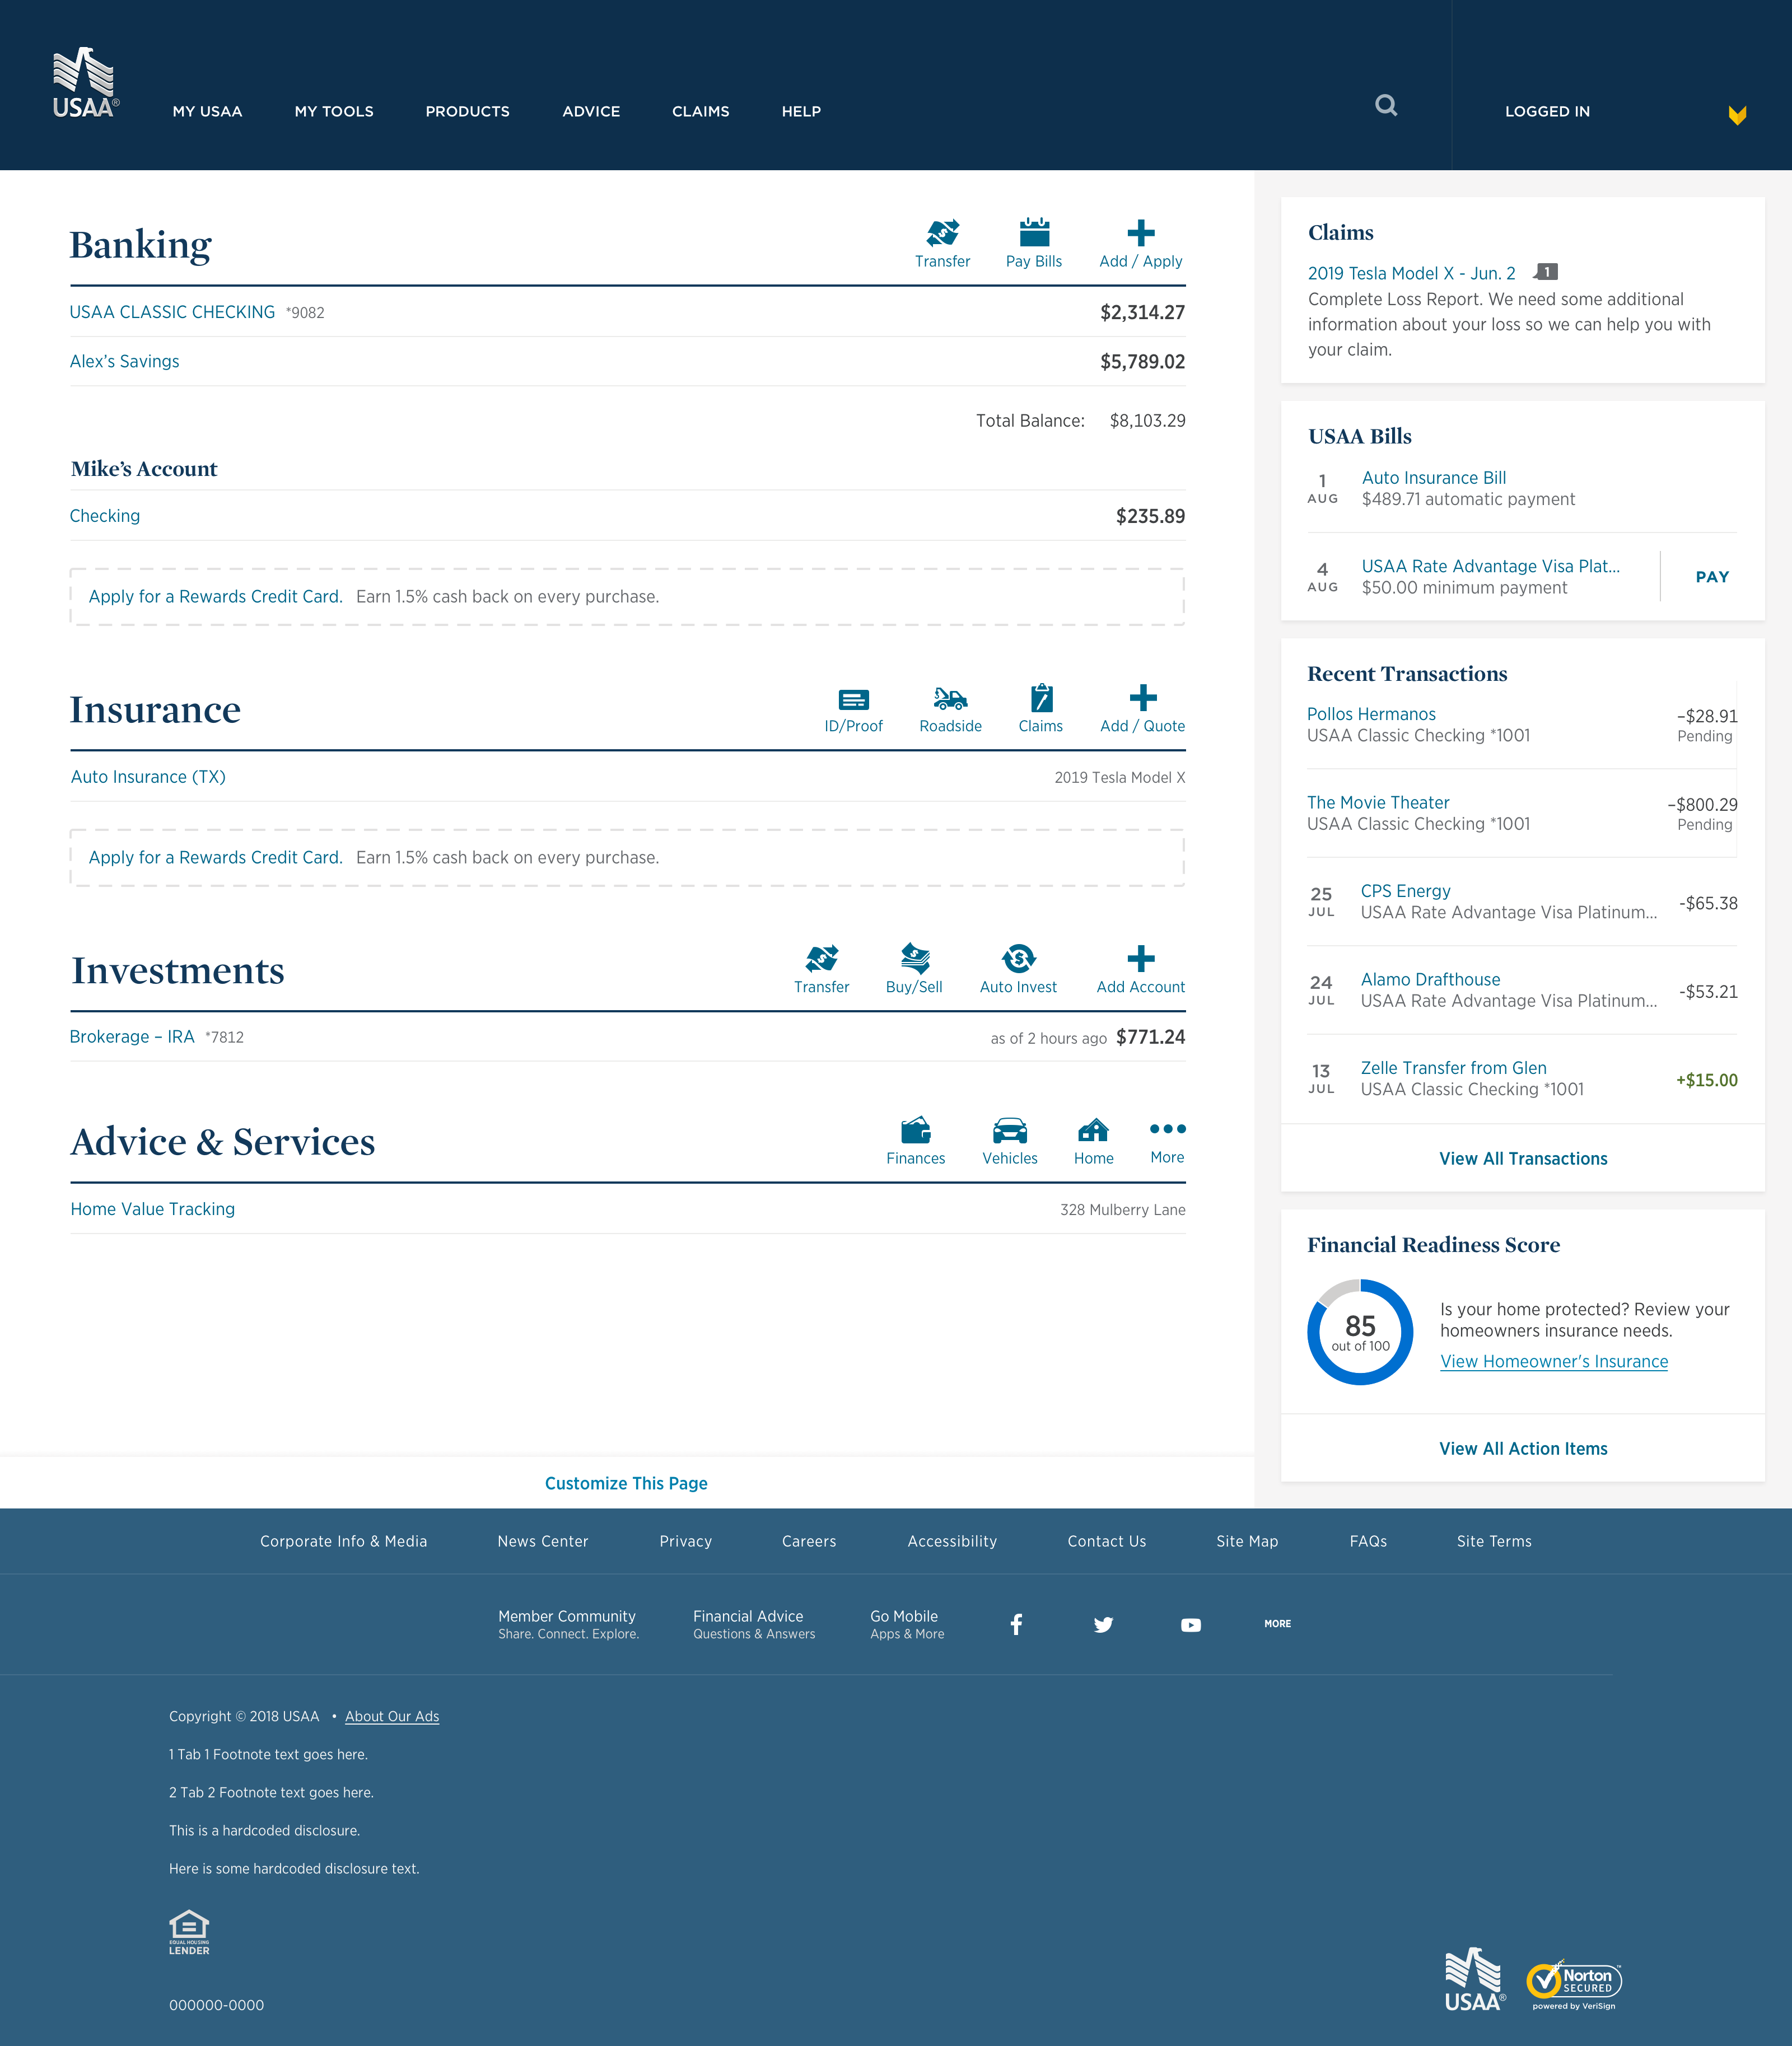 USAA®
MY USAA
MY TOOLS
PRODUCTS
ADVICE
CLAIMS
HELP
LOGGED IN
Banking
Transfer
Pay Bills
Add / Apply
USAA CLASSIC CHECKING *9082 $2,314.27
Alex’s Savings $5,789.02
Total Balance: $8,103.29
Mike’s Account
Checking $235.89
Apply for a Rewards Credit Card. Earn 1.5% cash back on every purchase.
Insurance
ID/Proof
Roadside
Claims
Add / Quote
Auto Insurance (TX) 2019 Tesla Model X
Apply for a Rewards Credit Card. Earn 1.5% cash back on every purchase.
Investments
Transfer
Buy/Sell
Auto Invest
Add Account
Brokerage – IRA *7812 as of 2 hours ago $771.24
Advice & Services
Finances
Vehicles
Home
More
Home Value Tracking 328 Mulberry Lane
Customize This Page
Claims
2019 Tesla Model X - Jun. 2 1
Complete Loss Report. We need some additional
information about your loss so we can help you with
your claim.
USAA Bills
1
AUG
Auto Insurance Bill
$489.71 automatic payment
4
AUG
USAA Rate Advantage Visa Plat...
$50.00 minimum payment
PAY
Recent Transactions
Pollos Hermanos
USAA Classic Checking *1001
–$28.91
Pending
The Movie Theater
USAA Classic Checking *1001
–$800.29
Pending
25
JUL
CPS Energy
USAA Rate Advantage Visa Platinum...
-$65.38
24
JUL
Alamo Drafthouse
USAA Rate Advantage Visa Platinum...
-$53.21
13
JUL
Zelle Transfer from Glen
USAA Classic Checking *1001
+$15.00
View All Transactions
Financial Readiness Score
85
out of 100
Is your home protected? Review your
homeowners insurance needs.
View Homeowner's Insurance
View All Action Items
Corporate Info & Media
News Center
Privacy
Careers
Accessibility
Contact Us
Site Map
FAQs
Site Terms
Member Community
Share. Connect. Explore.
Financial Advice
Questions & Answers
Go Mobile
Apps & More
MORE
Copyright © 2018 USAA • About Our Ads
1 Tab 1 Footnote text goes here.
2 Tab 2 Footnote text goes here.
This is a hardcoded disclosure.
Here is some hardcoded disclosure text.
EQUAL HOUSING
LENDER
000000-0000
USAA®
Norton™
SECURED
powered by VeriSign